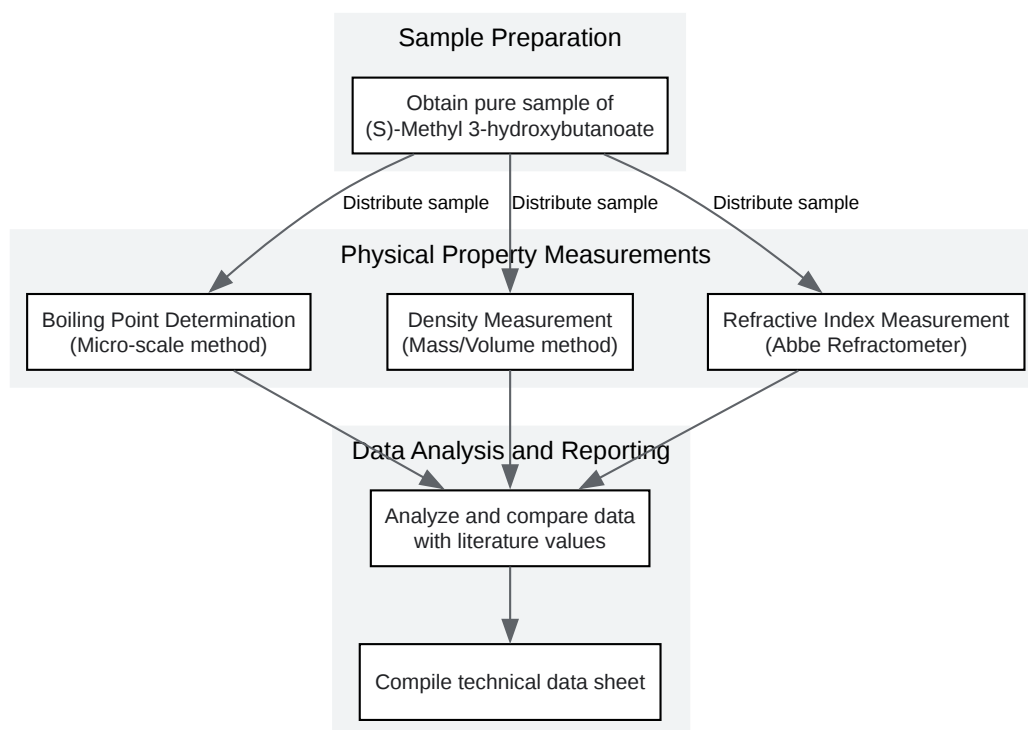 Sample Preparation
Obtain pure sample of
(S)-Methyl 3-hydroxybutanoate
Distribute sample
Distribute sample
Distribute sample
Physical Property Measurements
Boiling Point Determination
(Micro-scale method)
Density Measurement
(Mass/Volume method)
Refractive Index Measurement
(Abbe Refractometer)
Data Analysis and Reporting
Analyze and compare data
with literature values
Compile technical data sheet